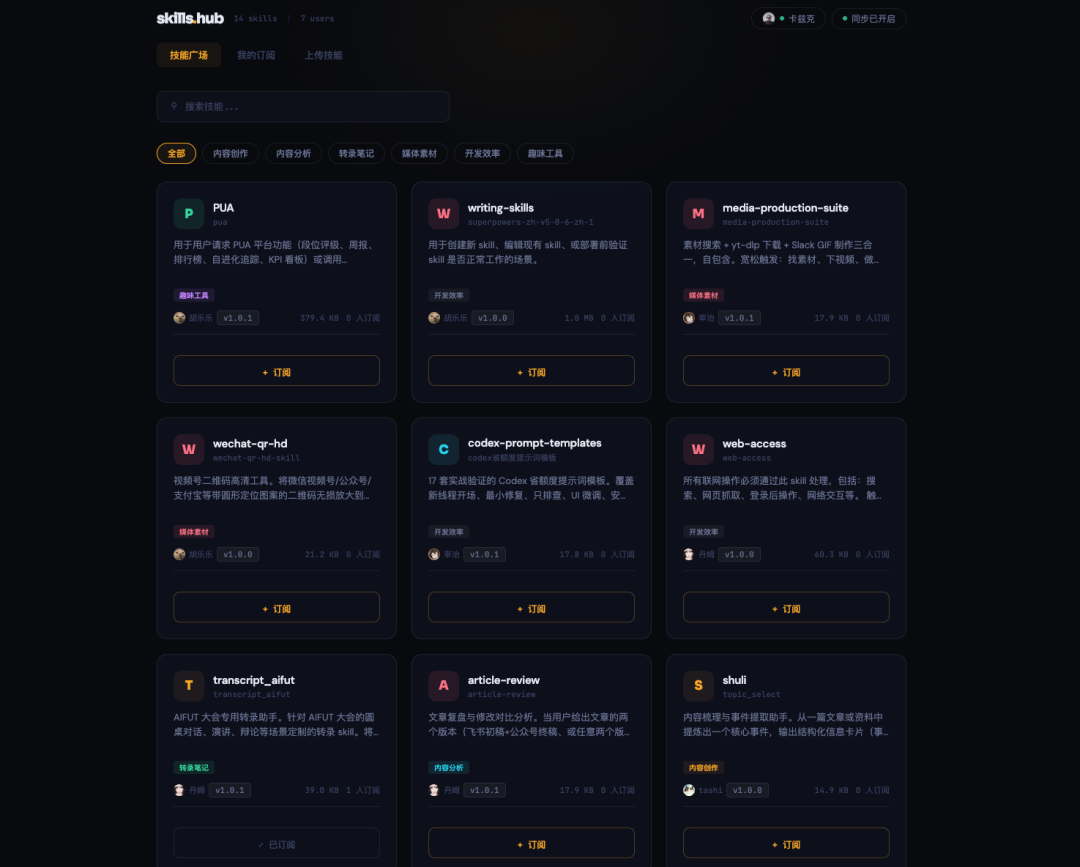 skills.hub 14 skills | 7 users 卡兹克 同步已开启
技能广场 我的订阅 上传技能
搜索技能...
全部 内容创作 内容分析 转录笔记 媒体素材 开发效率 趣味工具
P PUA
pua
用于用户请求 PUA 平台功能（段位评级、周报、
排行榜、自进化追踪、KPI 看板）或调用…
趣味工具
胡乐乐 v1.0.1 379.4 KB 0 人订阅
+ 订阅
W writing-skills
superpowers-zh-v5-0-6-zh-1
用于创建新 skill、编辑现有 skill、或部署前验证
skill 是否正常工作的场景。
开发效率
胡乐乐 v1.0.0 1.0 MB 0 人订阅
+ 订阅
M media-production-suite
media-production-suite
素材搜索 + yt-dlp 下载 + Slack GIF 制作三合
一，自包含。宽松触发：找素材、下视频、做…
媒体素材
v1.0.1 17.9 KB 0 人订阅
+ 订阅
W wechat-qr-hd
wechat-qr-hd-skill
视频号二维码高清工具。将微信视频号/公众号/
支付宝等带圆形定位图案的二维码无损放大到…
媒体素材
胡乐乐 v1.0.0 21.2 KB 0 人订阅
+ 订阅
C codex-prompt-templates
codex省额度提示词模板
17 套实战验证的 Codex 省额度提示词模板。覆盖
新线程开场、最小修复、只排查、UI 微调、安…
开发效率
v1.0.1 17.8 KB 0 人订阅
+ 订阅
W web-access
web-access
所有联网操作必须通过此 skill 处理，包括：搜
索、网页抓取、登录后操作、网络交互等。 触…
开发效率
丹姆 v1.0.0 60.3 KB 0 人订阅
+ 订阅
T transcript_aifut
transcript_aifut
AIFUT 大会专用转录助手。针对 AIFUT 大会的圆
桌对话、演讲、辩论等场景定制的转录 skill。将…
转录笔记
丹姆 v1.0.1 39.0 KB 1 人订阅
✓ 已订阅
A article-review
article-review
文章复盘与修改对比分析。当用户给出文章的两
个版本（飞书初稿+公众号终稿、或任意两个版…
内容分析
丹姆 v1.0.1 17.9 KB 0 人订阅
+ 订阅
S shuli
topic_select
内容梳理与事件提取助手。从一篇文章或资料中
提炼出一个核心事件，输出结构化信息卡片（事…
内容创作
tashi v1.0.0 14.9 KB 0 人订阅
+ 订阅